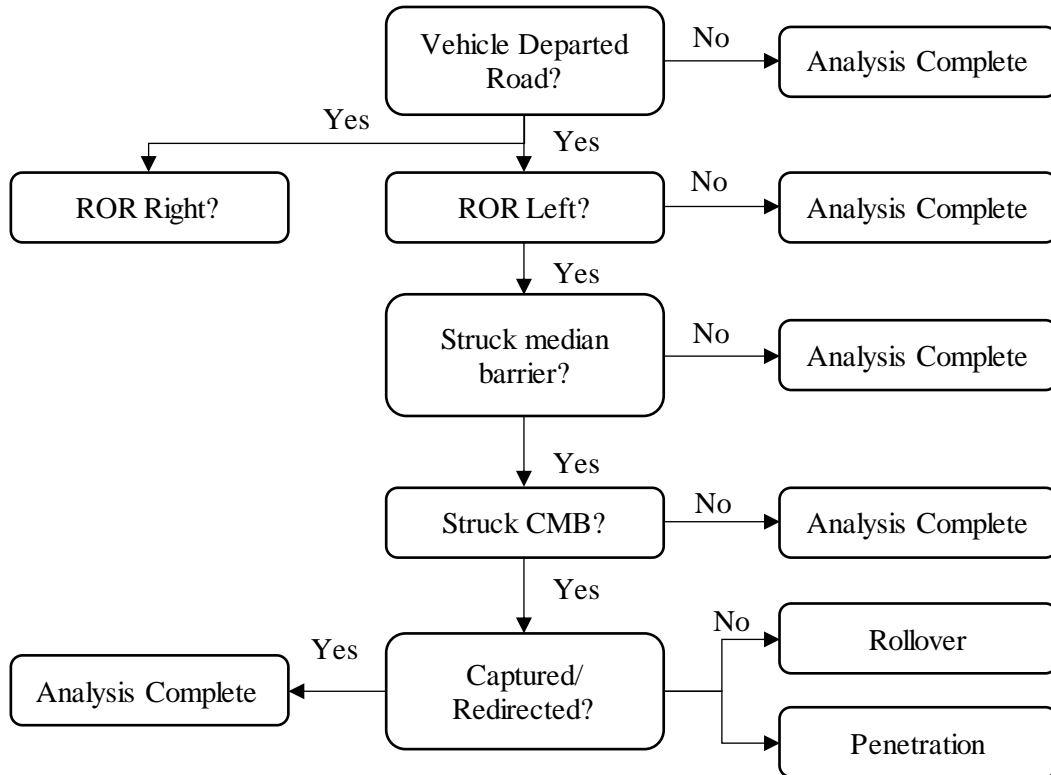 Vehicle Departed
Road?
No
Analysis Complete
Yes
Yes
ROR Right?
ROR Left?
No
Analysis Complete
Yes
Struck median
barrier?
No
Analysis Complete
Yes
Struck CMB?
No
Analysis Complete
Yes
Analysis Complete
Yes
Captured/
Redirected?
No
Rollover
Penetration